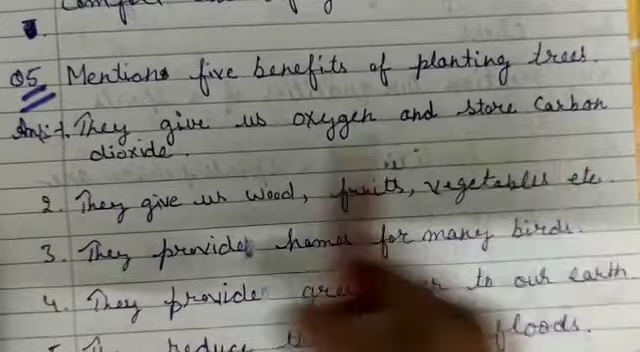 Q5 Mention five benefits of planting trees.
Ans:-1. They give us oxygen and store carbon
dioxide.
2. They give us wood, fruits, vegetables etc.
3. They provide homes for many birds.
4. They provide to our earth
reduce floods.